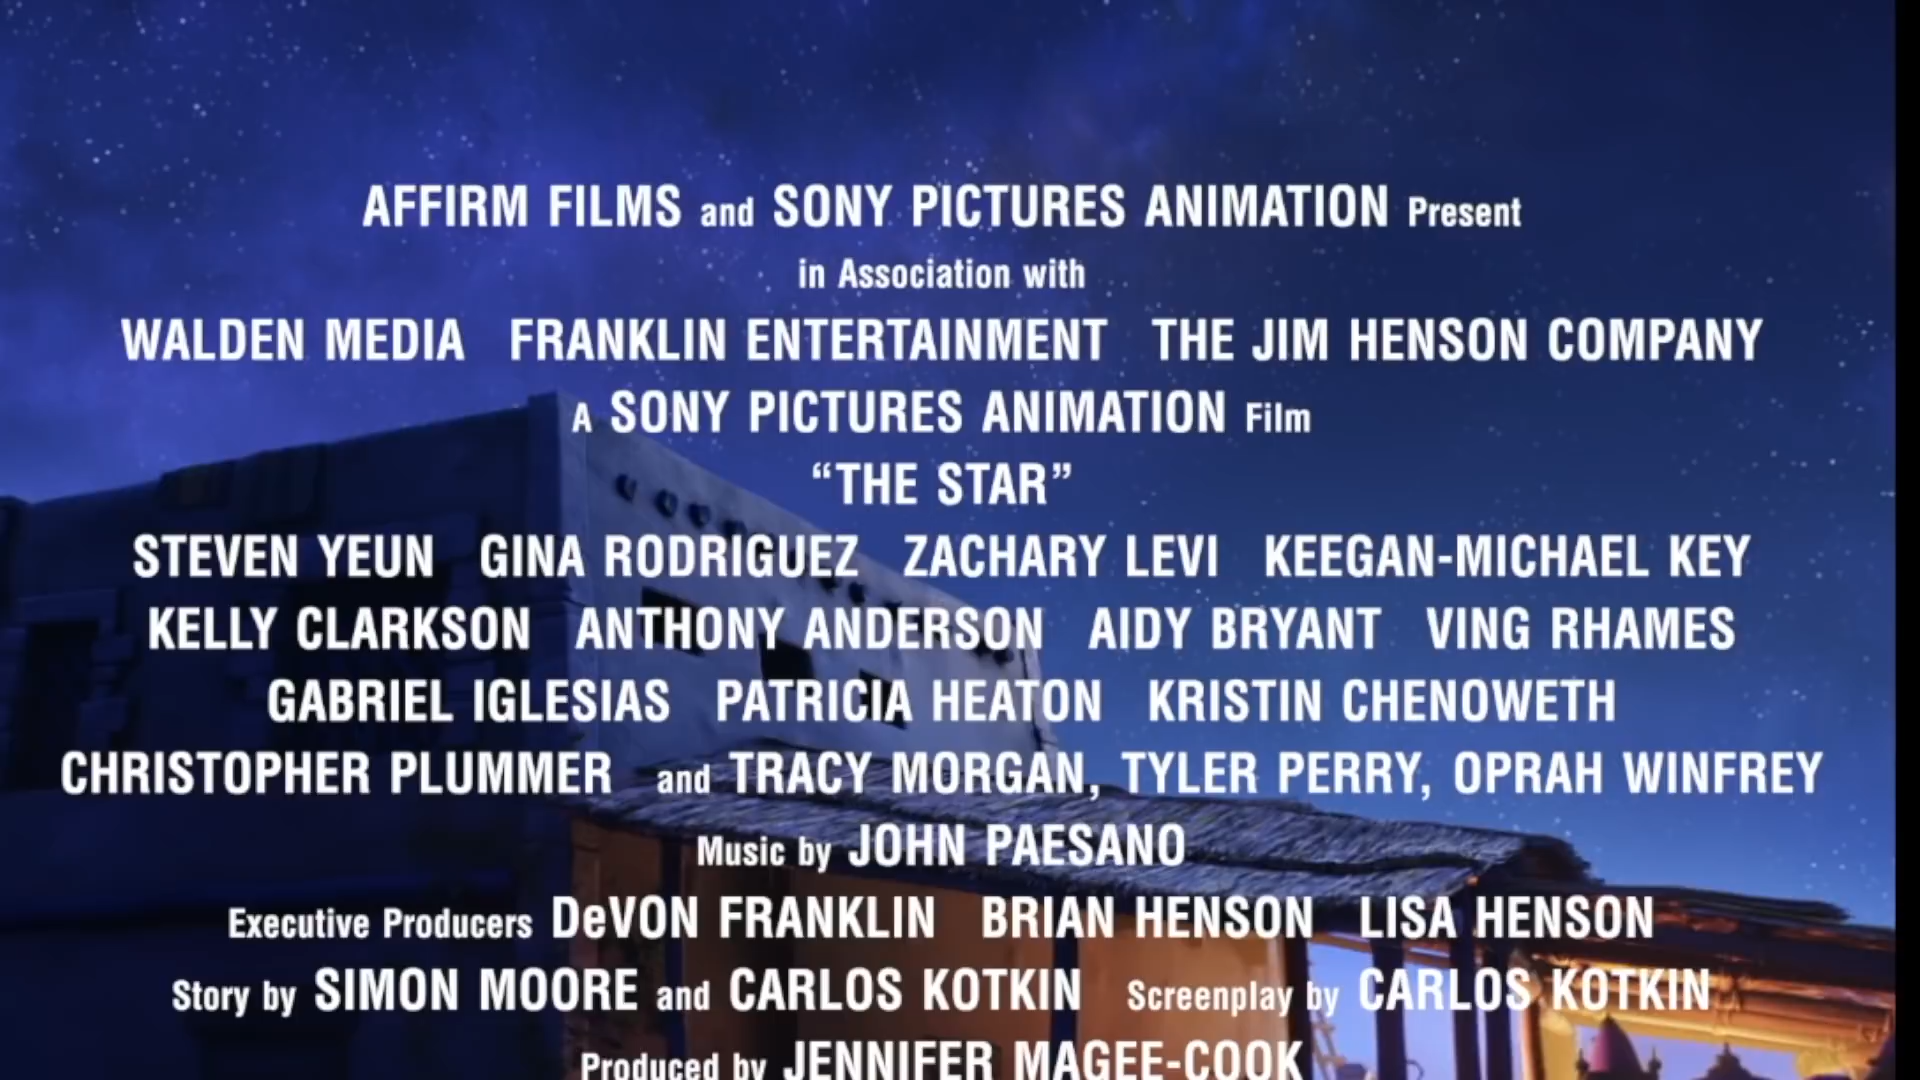 AFFIRM FILMS and SONY PICTURES ANIMATION Present
in Association with
WALDEN MEDIA FRANKLIN ENTERTAINMENT THE JIM HENSON COMPANY
A SONY PICTURES ANIMATION Film
“THE STAR”
STEVEN YEUN GINA RODRIGUEZ ZACHARY LEVI KEEGAN-MICHAEL KEY
KELLY CLARKSON ANTHONY ANDERSON AIDY BRYANT VING RHAMES
GABRIEL IGLESIAS PATRICIA HEATON KRISTIN CHENOWETH
CHRISTOPHER PLUMMER and TRACY MORGAN, TYLER PERRY, OPRAH WINFREY
Music by JOHN PAESANO
Executive Producers DeVON FRANKLIN BRIAN HENSON LISA HENSON
Story by SIMON MOORE and CARLOS KOTKIN Screenplay by CARLOS KOTKIN
Produced by JENNIFER MAGEE-COOK